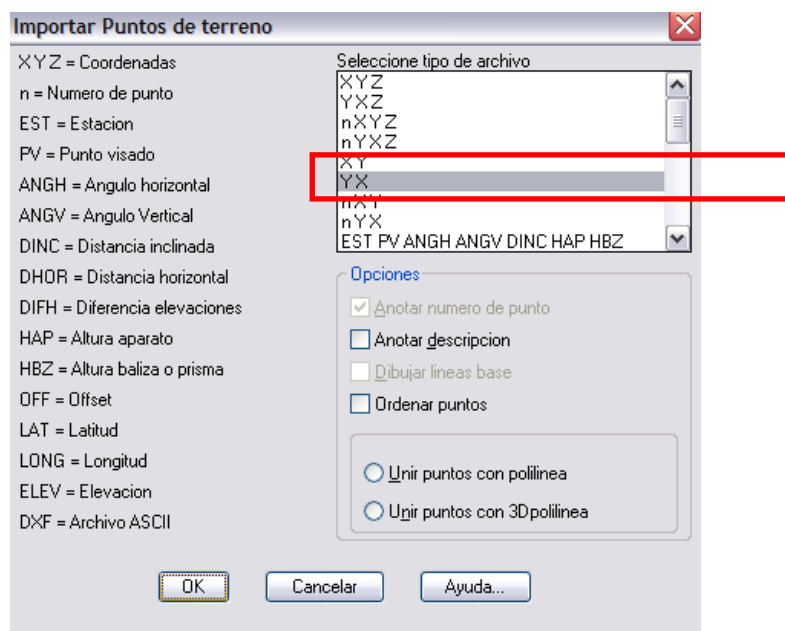 Importar Puntos de terreno
X Y Z = Coordenadas
n = Numero de punto
EST = Estacion
PV = Punto visado
ANGH = Angulo horizontal
ANGV = Angulo Vertical
DINC = Distancia inclinada
DHOR = Distancia horizontal
DIFH = Diferencia elevaciones
HAP = Altura aparato
HBZ = Altura baliza o prisma
OFF = Offset
LAT = Latitud
LONG = Longitud
ELEV = Elevacion
DXF = Archivo ASCII
Seleccione tipo de archivo
XYZ
YXZ
nXYZ
nYXZ
XY
YX
nXY
nYX
EST PV ANGH ANGV DINC HAP HBZ
Opciones
Anotar numero de punto
Anotar descripcion
Dibujar lineas base
Ordenar puntos
Unir puntos con polilinea
Unir puntos con 3Dpolilinea
OK
Cancelar
Ayuda...